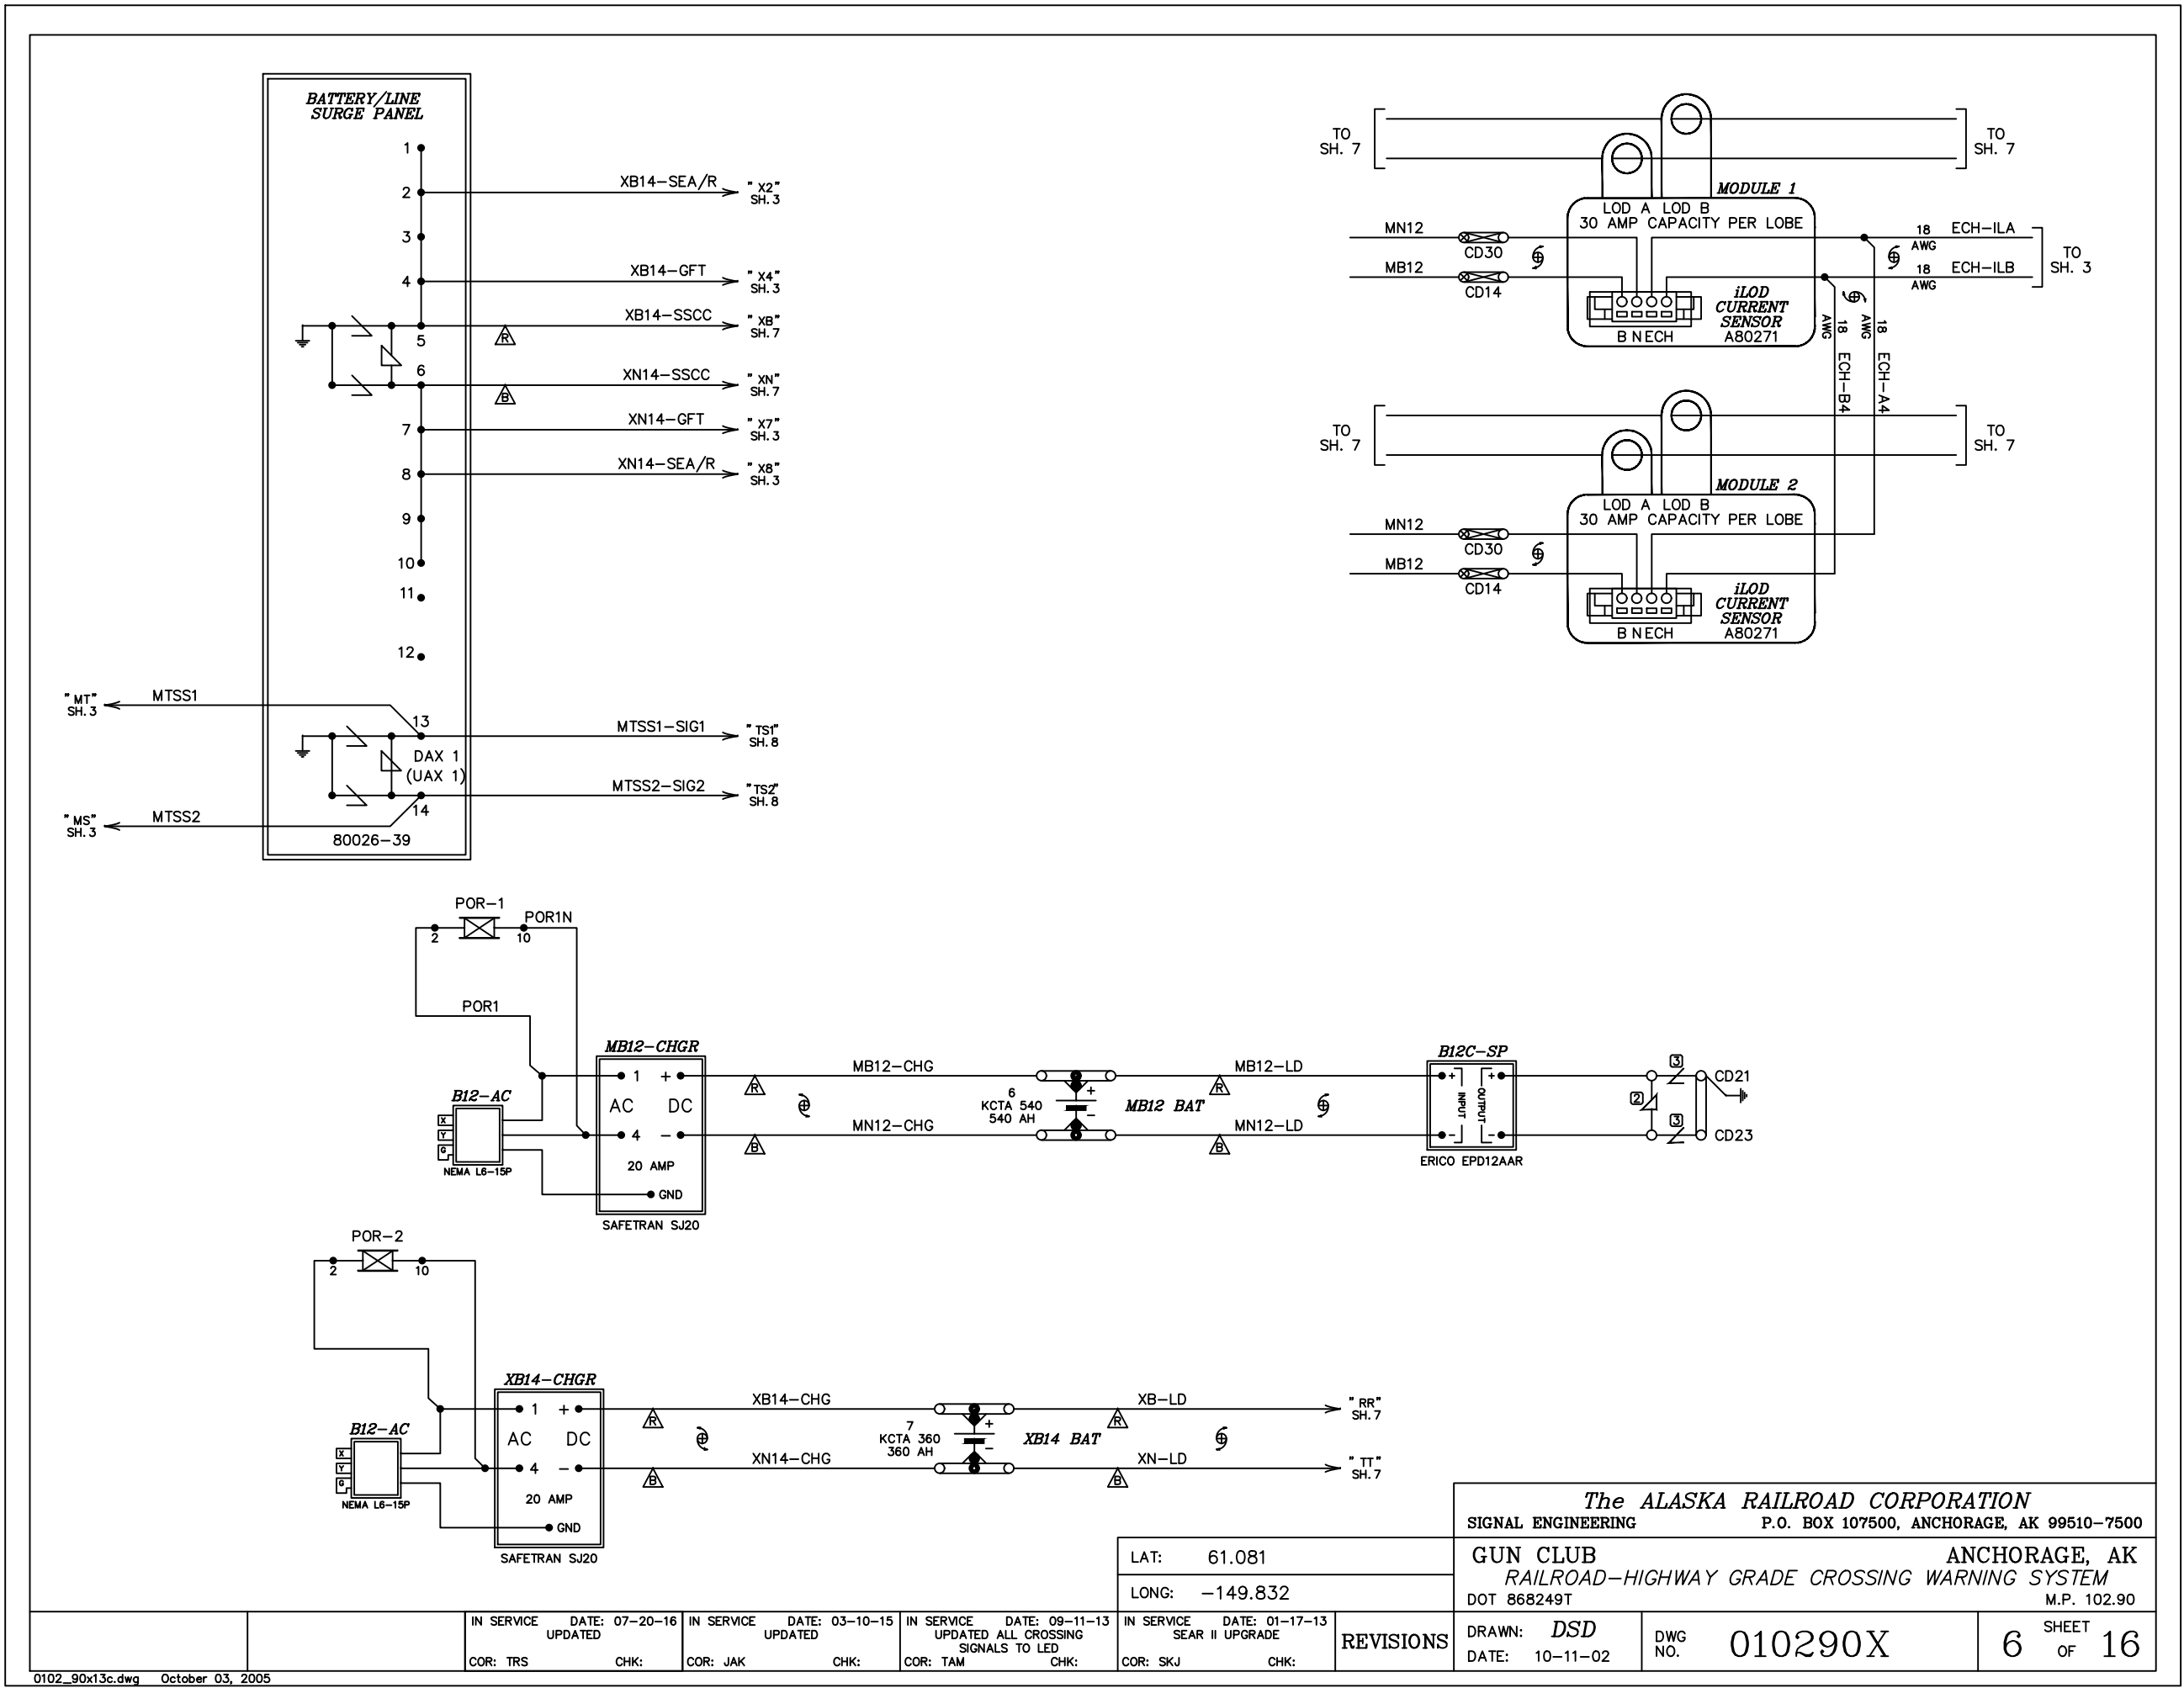 BATTERY/LINE
SURGE PANEL
1
2
XB14-SEA/R
"X2"
SH.3
3
4
XB14-GFT
"X4"
SH.3
XB14-SSCC
"XB"
SH.7
5
R
6
XN14-SSCC
"XN"
SH.7
B
7
XN14-GFT
"X7"
SH.3
8
XN14-SEA/R
"X8"
SH.3
9
10
11
12
"MT"
SH.3
MTSS1
13
MTSS1-SIG1
"TS1"
SH.8
DAX 1
(UAX 1)
MTSS2-SIG2
"TS2"
SH.8
14
"MS"
SH.3
MTSS2
80026-39
TO
SH. 7
TO
SH. 7
MODULE 1
LOD A LOD B
30 AMP CAPACITY PER LOBE
MN12
CD30
MB12
CD14
iLOD
CURRENT
SENSOR
A80271
B N ECH
18
AWG
ECH-ILA
18
AWG
ECH-ILB
TO
SH. 3
18
AWG
ECH-B4
18
AWG
ECH-A4
TO
SH. 7
TO
SH. 7
MODULE 2
LOD A LOD B
30 AMP CAPACITY PER LOBE
MN12
CD30
MB12
CD14
iLOD
CURRENT
SENSOR
A80271
B N ECH
POR-1
2
10
POR1N
POR1
MB12-CHGR
B12-AC
X
Y
G
NEMA L6-15P
1 +
AC DC
4 -
20 AMP
GND
SAFETRAN SJ20
MB12-CHG
R
MN12-CHG
B
6
KCTA 540
540 AH
+
-
MB12 BAT
MB12-LD
R
MN12-LD
B
B12C-SP
+ INPUT -
+ OUTPUT -
ERICO EPD12AAR
3
2
3
CD21
CD23
POR-2
2
10
XB14-CHGR
B12-AC
X
Y
G
NEMA L6-15P
1 +
AC DC
4 -
20 AMP
GND
SAFETRAN SJ20
XB14-CHG
R
XN14-CHG
B
7
KCTA 360
360 AH
+
-
XB14 BAT
XB-LD
R
XN-LD
B
"RR"
SH.7
"TT"
SH.7
The ALASKA RAILROAD CORPORATION
SIGNAL ENGINEERING P.O. BOX 107500, ANCHORAGE, AK 99510-7500
LAT: 61.081
LONG: -149.832
GUN CLUB ANCHORAGE, AK
RAILROAD-HIGHWAY GRADE CROSSING WARNING SYSTEM
DOT 868249T M.P. 102.90
IN SERVICE DATE: 07-20-16
UPDATED
COR: TRS CHK:
IN SERVICE DATE: 03-10-15
UPDATED
COR: JAK CHK:
IN SERVICE DATE: 09-11-13
UPDATED ALL CROSSING
SIGNALS TO LED
COR: TAM CHK:
IN SERVICE DATE: 01-17-13
SEAR II UPGRADE
COR: SKJ CHK:
REVISIONS
DRAWN: DSD
DATE: 10-11-02
DWG
NO. 010290X
6 SHEET
OF 16
0102_90x13c.dwg October 03, 2005